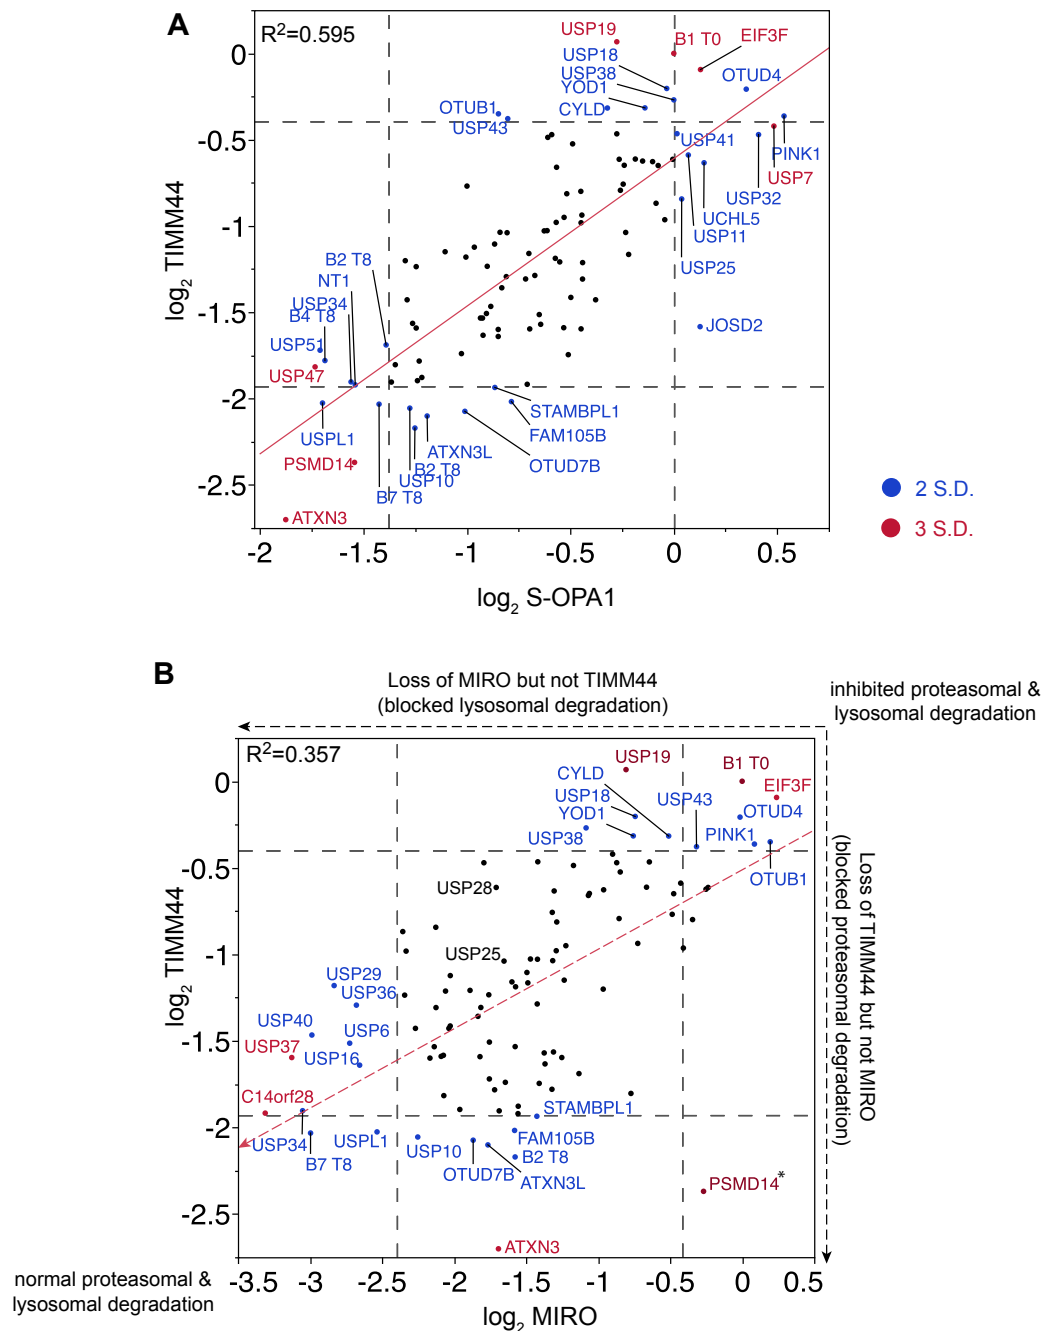 A
R2=0.595
USP19
B1 T0
EIF3F
USP18
USP38
YOD1
OTUD4
OTUB1
CYLD
USP43
USP41
PINK1
USP7
USP32
UCHL5
USP11
USP25
B2 T8
NT1
USP34
B4 T8
JOSD2
USP51
USP47
STAMBPL1
FAM105B
USPL1
ATXN3L
OTUD7B
PSMD14
B2 T8
USP10
B7 T8
ATXN3
0
-0.5
-1
-1.5
-2
-2.5
log2 TIMM44
-2
-1.5
-1
-0.5
0
0.5
log2 S-OPA1
2 S.D.
3 S.D.
B
Loss of MIRO but not TIMM44
(blocked lysosomal degradation)
inhibited proteasomal &
lysosomal degradation
R2=0.357
USP19
B1 T0
EIF3F
CYLD
USP18
USP43
YOD1
OTUD4
USP38
PINK1
OTUB1
USP28
USP25
USP29
USP36
USP40
USP6
USP37
USP16
C14orf28
STAMBPL1
USP34
USPL1
FAM105B
USP10
B7 T8
B2 T8
OTUD7B
ATXN3L
PSMD14*
ATXN3
0
-0.5
-1
-1.5
-2
-2.5
log2 TIMM44
Loss of TIMM44 but not MIRO
(blocked proteasomal degradation)
normal proteasomal &
lysosomal degradation
-3.5
-3
-2.5
-2
-1.5
-1
-0.5
0
0.5
log2 MIRO